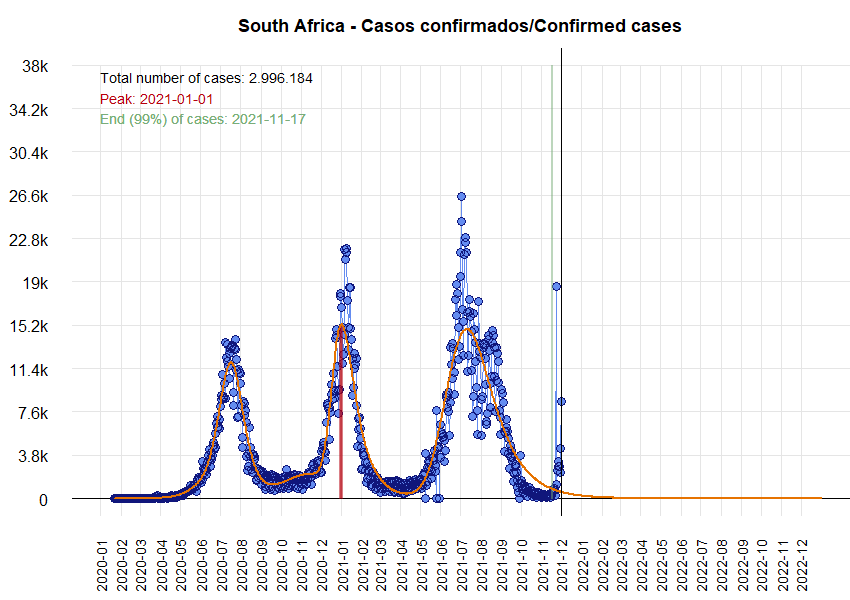 South Africa - Casos confirmados/Confirmed cases
38k
34.2k
30.4k
26.6k
22.8k
19k
15.2k
11.4k
7.6k
3.8k
0
Total number of cases: 2.996.184
Peak: 2021-01-01
End (99%) of cases: 2021-11-17
2020-01
2020-02
2020-03
2020-04
2020-05
2020-06
2020-07
2020-08
2020-09
2020-10
2020-11
2020-12
2021-01
2021-02
2021-03
2021-04
2021-05
2021-06
2021-07
2021-08
2021-09
2021-10
2021-11
2021-12
2022-01
2022-02
2022-03
2022-04
2022-05
2022-06
2022-07
2022-08
2022-09
2022-10
2022-11
2022-12